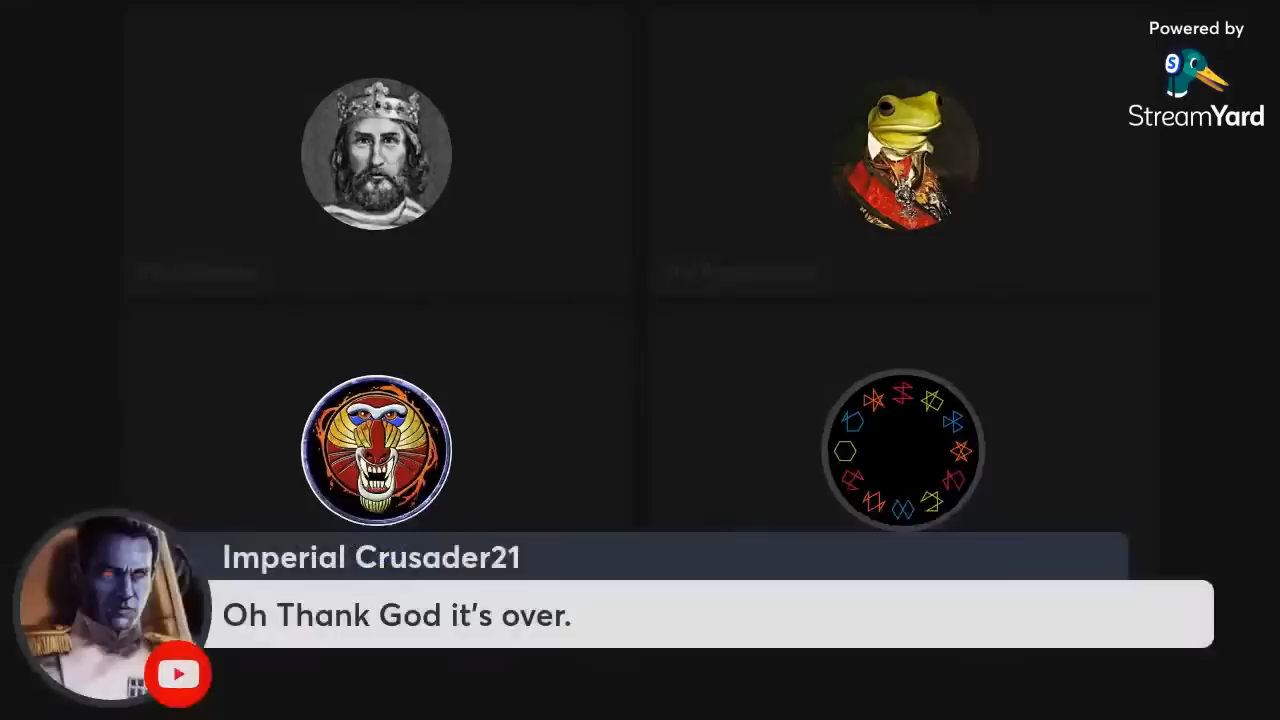 Powered by
S
StreamYard
Imperial Crusader21
Oh Thank God it's over.